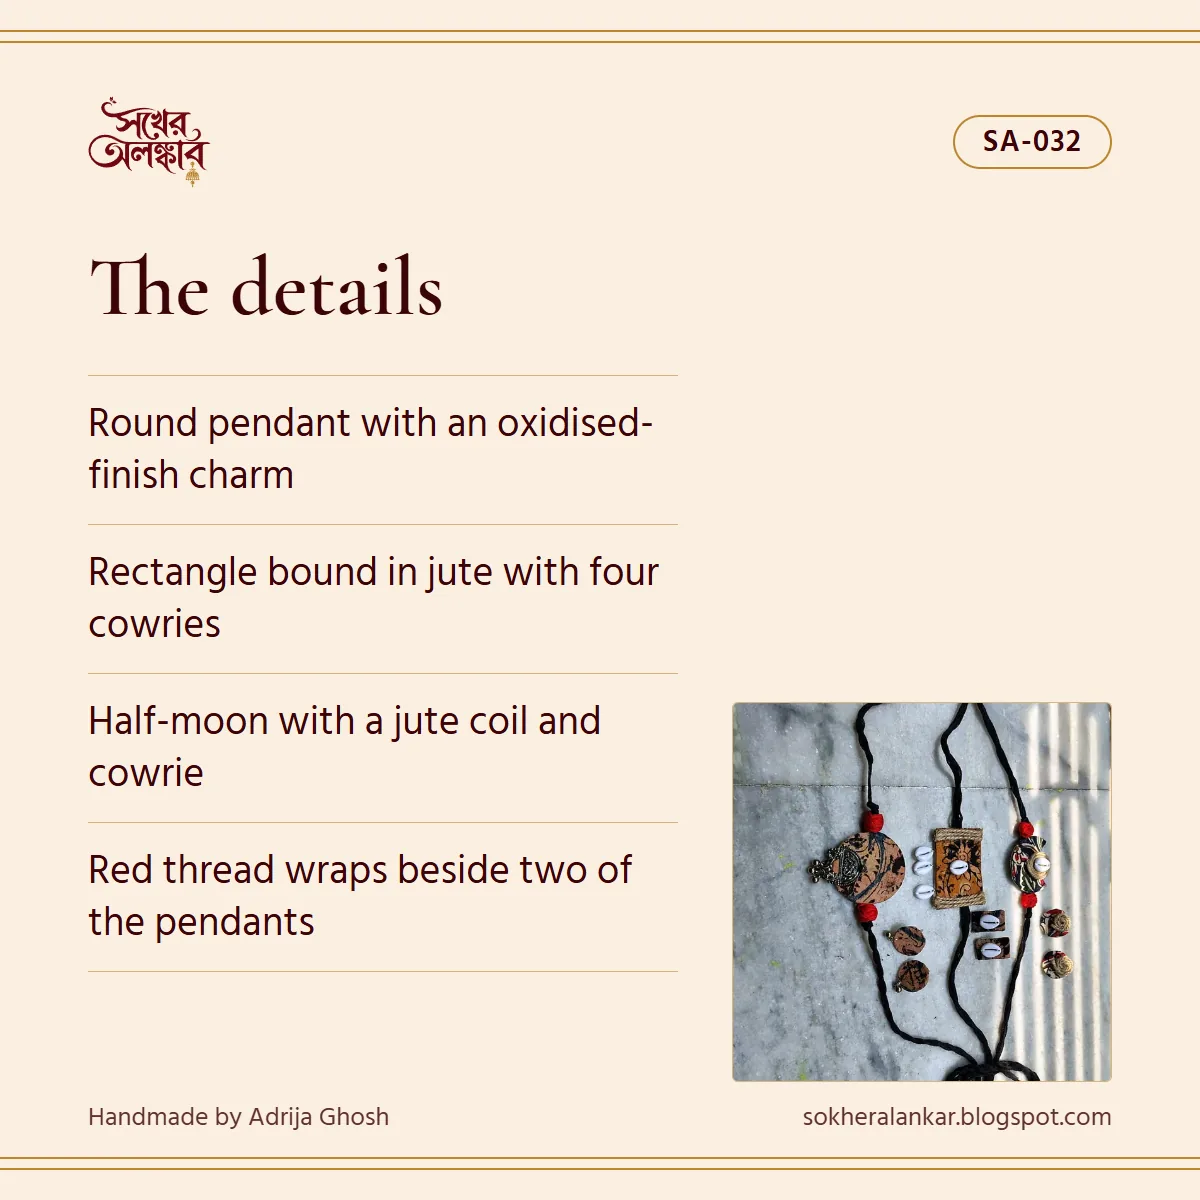 সখের
অলঙ্কার
SA-032
The details
Round pendant with an oxidised-
finish charm
Rectangle bound in jute with four
cowries
Half-moon with a jute coil and
cowrie
Red thread wraps beside two of
the pendants
Handmade by Adrija Ghosh
sokheralankar.blogspot.com